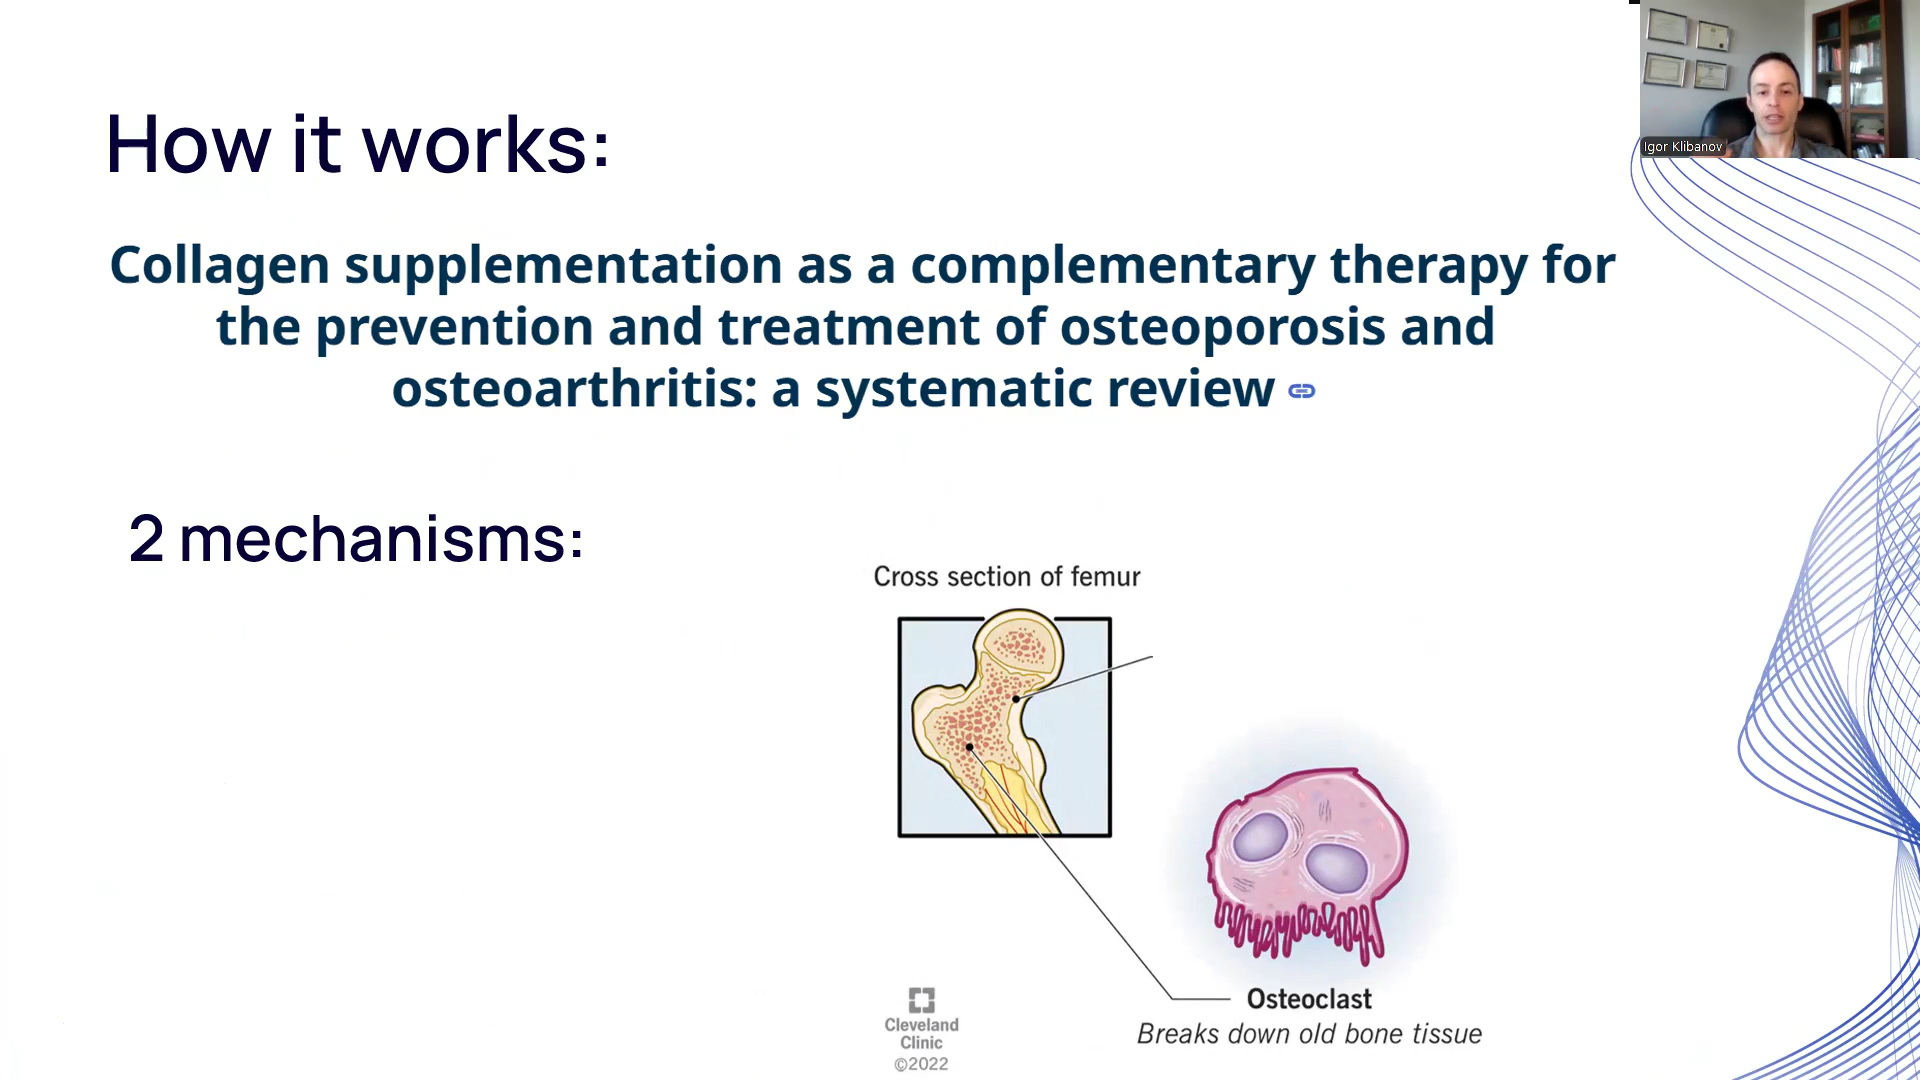 How it works:
Igor Klibanov
Collagen supplementation as a complementary therapy for
the prevention and treatment of osteoporosis and
osteoarthritis: a systematic review
2 mechanisms:
Cross section of femur
Osteoclast
Breaks down old bone tissue
Cleveland
Clinic
©2022